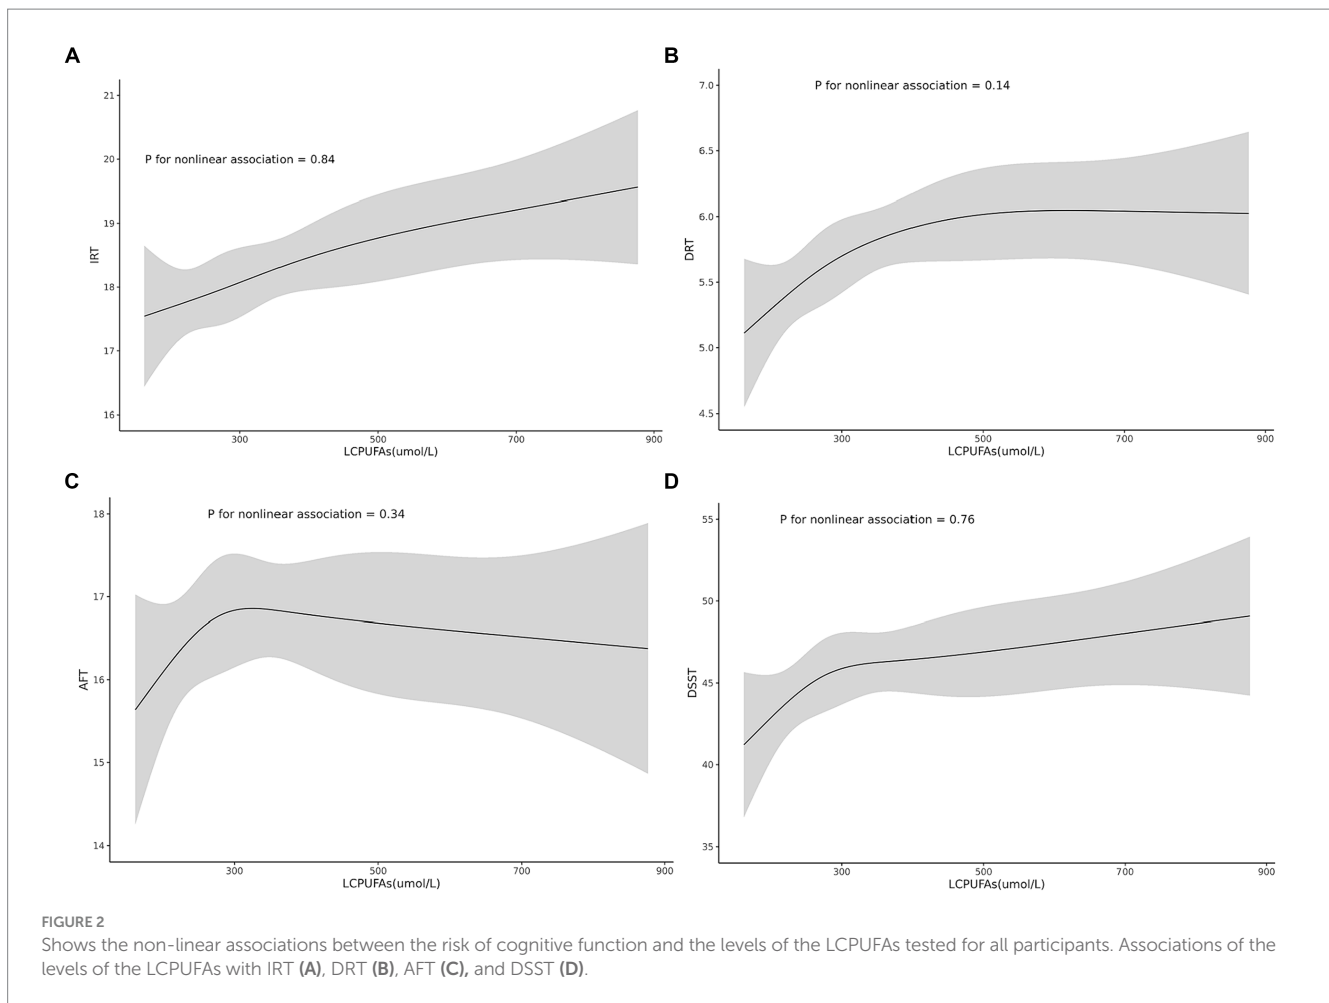 A
21
20
19
18
17
16
IRT
P for nonlinear association = 0.84
300
500
700
900
LCPUFAs(umol/L)
B
7.0
6.5
6.0
5.5
5.0
4.5
DRT
P for nonlinear association = 0.14
300
500
700
900
LCPUFAs(umol/L)
C
18
17
16
15
14
AFT
P for nonlinear association = 0.34
300
500
700
900
LCPUFAs(umol/L)
D
55
50
45
40
35
DSST
P for nonlinear association = 0.76
300
500
700
900
LCPUFAs(umol/L)
FIGURE 2
Shows the non-linear associations between the risk of cognitive function and the levels of the LCPUFAs tested for all participants. Associations of the
levels of the LCPUFAs with IRT (A), DRT (B), AFT (C), and DSST (D).